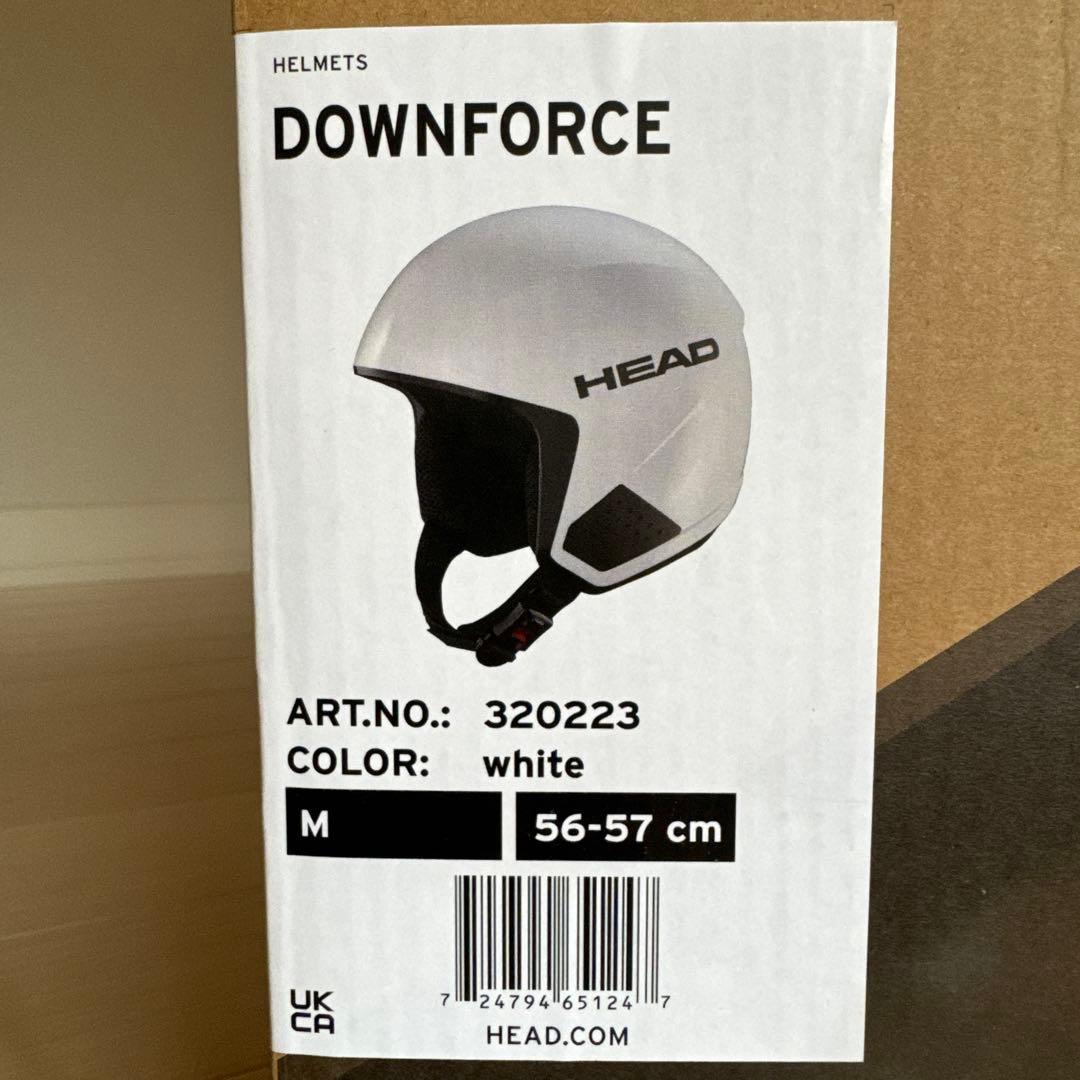 HELMETS
DOWNFORCE
HEAD
ART.NO.: 320223
COLOR: white
M 56-57 cm
7 24794 65124 7
UK
CA
HEAD.COM